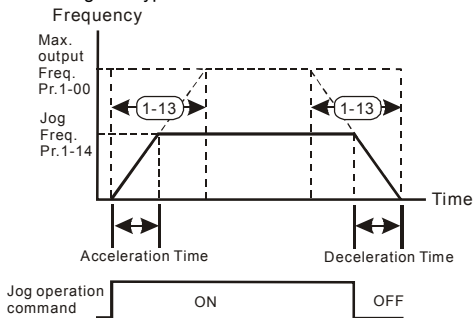 Frequency
Max.
output
Freq.
Pr.1-00
1-13
1-13
Jog
Freq.
Pr.1-14
Time
Acceleration Time
Deceleration Time
Jog operation
command
ON
OFF